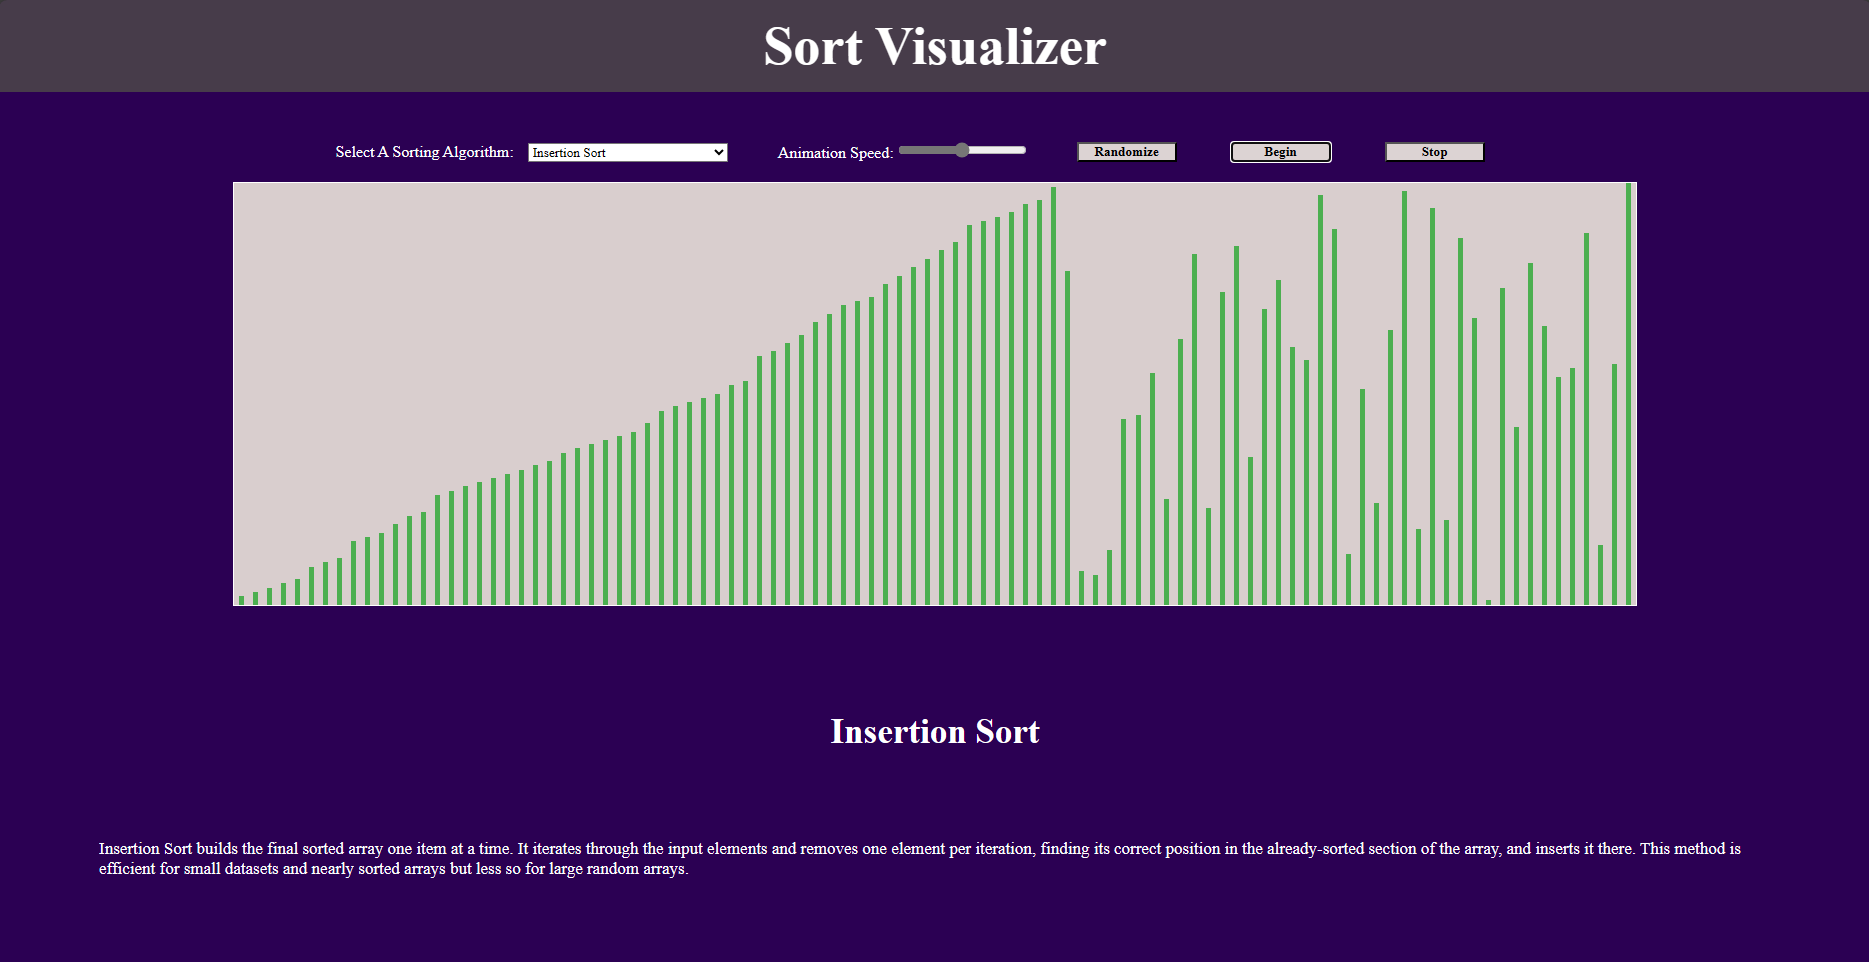 Sort Visualizer
Select A Sorting Algorithm: Insertion Sort Animation Speed: Randomize Begin Stop
Insertion Sort
Insertion Sort builds the final sorted array one item at a time. It iterates through the input elements and removes one element per iteration, finding its correct position in the already-sorted section of the array, and inserts it there. This method is
efficient for small datasets and nearly sorted arrays but less so for large random arrays.